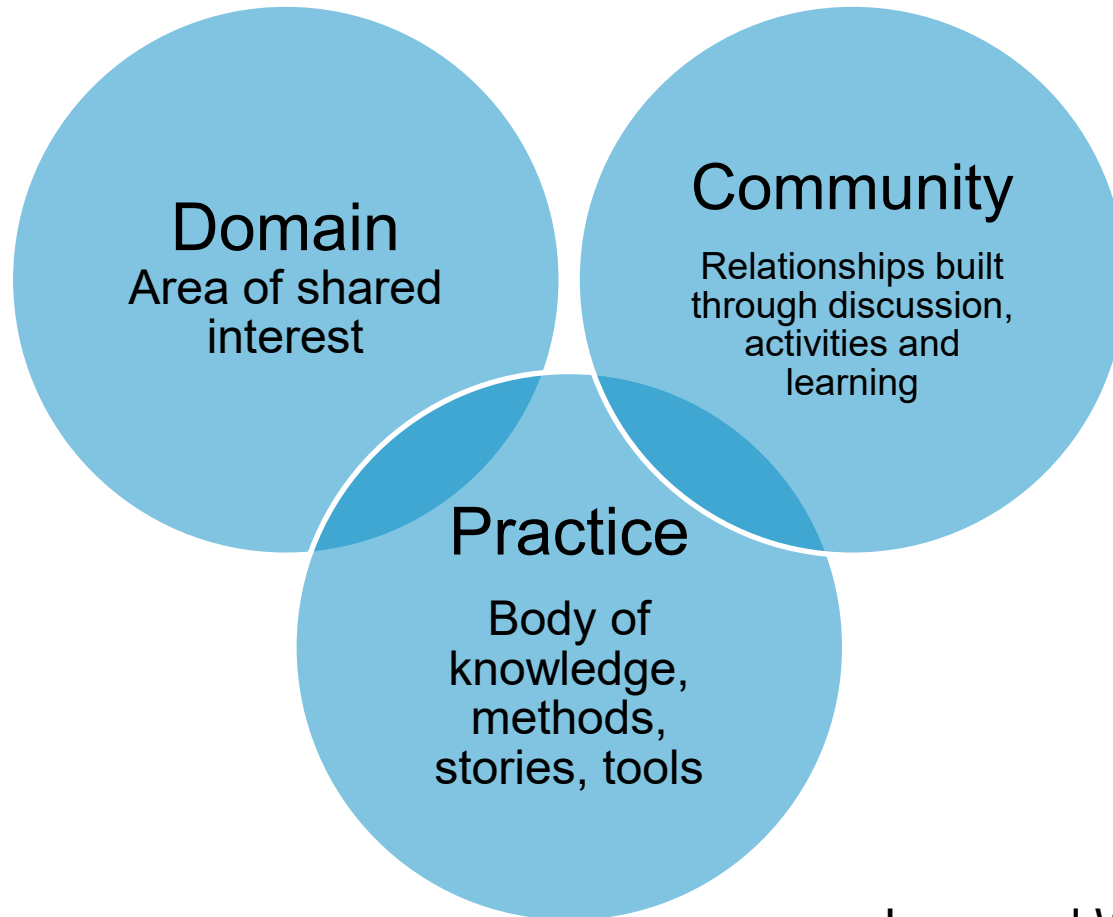 Domain
Area of shared
interest
Community
Relationships built
through discussion,
activities and
learning
Practice
Body of
knowledge,
methods,
stories, tools